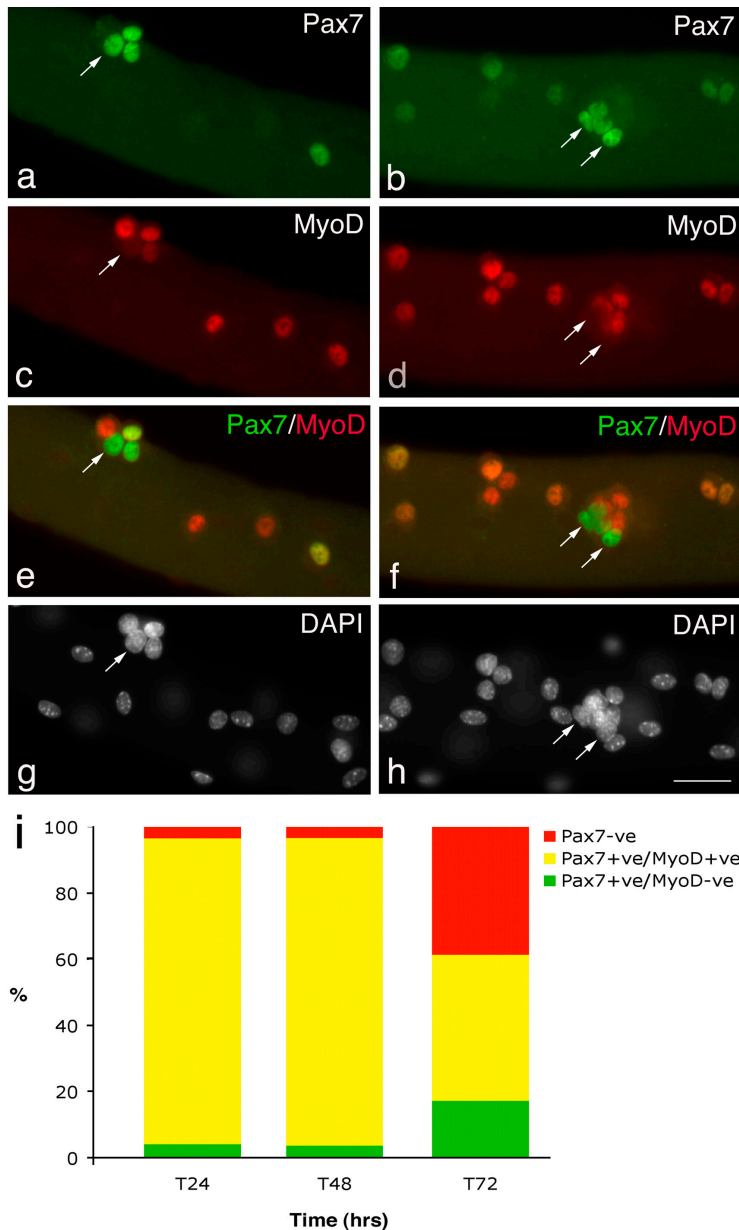 Pax7
a
Pax7
b
MyoD
c
MyoD
d
Pax7/MyoD
e
Pax7/MyoD
f
DAPI
g
DAPI
h
i
100
80
60
40
20
0
%
T24
T48
T72
Time (hrs)
Pax7-ve
Pax7+ve/MyoD+ve
Pax7+ve/MyoD-ve